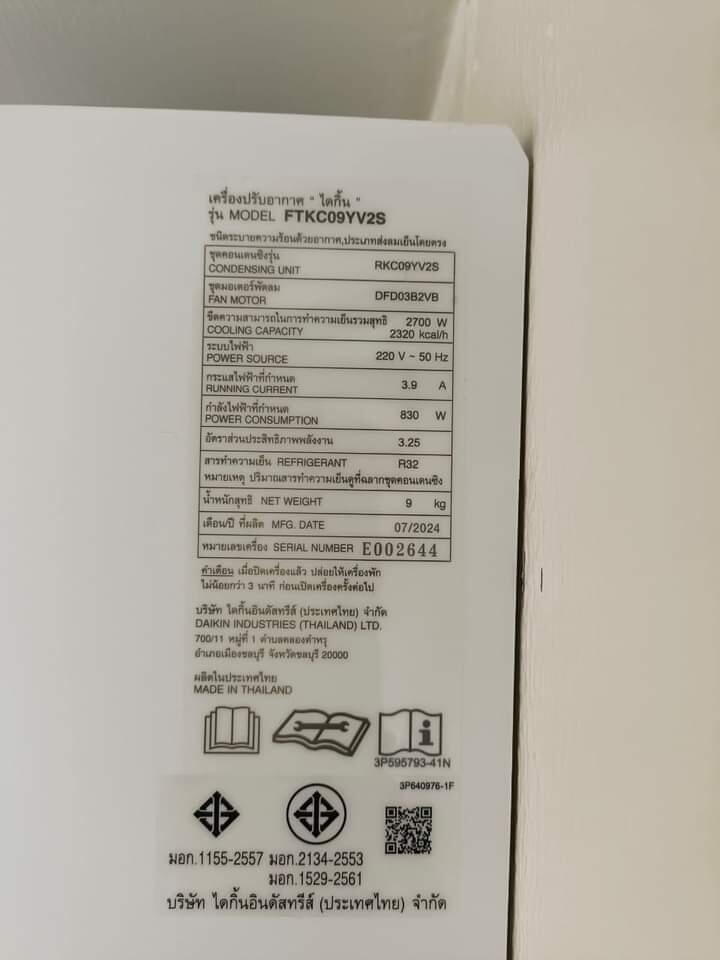 เครื่องปรับอากาศ " ไดกิ้น "
รุ่น MODEL FTKC09YV2S
ชนิดระบายความร้อนด้วยอากาศ,ประเภทส่งลมเย็นโดยตรง
ชุดคอนเดนซิงรุ่น
CONDENSING UNIT RKC09YV2S
ชุดมอเตอร์พัดลม
FAN MOTOR DFD03B2VB
ขีดความสามารถในการทำความเย็นรวมสุทธิ 2700 W
COOLING CAPACITY 2320 kcal/h
ระบบไฟฟ้า
POWER SOURCE 220 V ~ 50 Hz
กระแสไฟฟ้าที่กำหนด
RUNNING CURRENT 3.9 A
กำลังไฟฟ้าที่กำหนด
POWER CONSUMPTION 830 W
อัตราส่วนประสิทธิภาพพลังงาน 3.25
สารทำความเย็น REFRIGERANT R32
หมายเหตุ ปริมาณสารทำความเย็นดูที่ฉลากชุดคอนเดนซิง
น้ำหนักสุทธิ NET WEIGHT 9 kg
เดือน/ปี ที่ผลิต MFG. DATE 07/2024
หมายเลขเครื่อง SERIAL NUMBER E002644
คำเตือน เมื่อปิดเครื่องแล้ว ปล่อยให้เครื่องพัก
ไม่น้อยกว่า 3 นาที ก่อนเปิดเครื่องครั้งต่อไป
บริษัท ไดกิ้นอินดัสทรีส์ (ประเทศไทย) จำกัด
DAIKIN INDUSTRIES (THAILAND) LTD.
700/11 หมู่ที่ 1 ตำบลคลองตำหรุ
อำเภอเมืองชลบุรี จังหวัดชลบุรี 20000
ผลิตในประเทศไทย
MADE IN THAILAND
3P595793-41N
3P640976-1F
มอก.1155-2557 มอก.2134-2553
มอก.1529-2561
บริษัท ไดกิ้นอินดัสทรีส์ (ประเทศไทย) จำกัด